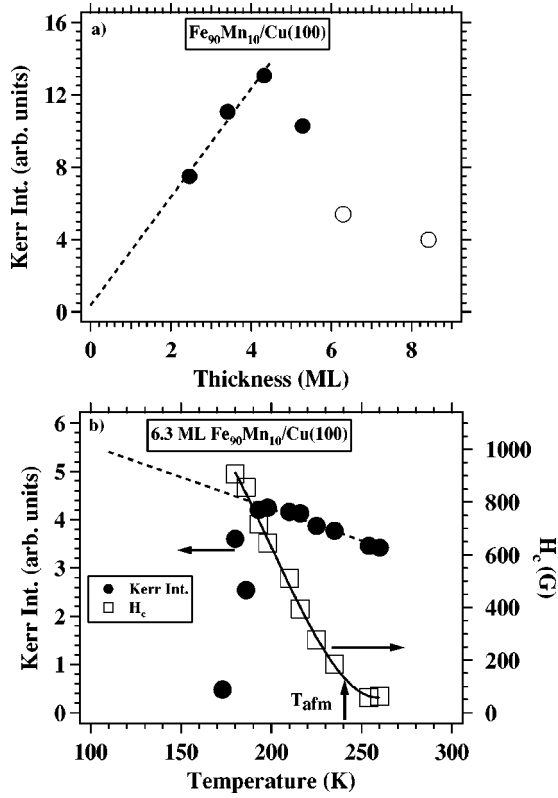 a)
Fe90Mn10/Cu(100)
16
12
8
4
0
Kerr Int. (arb. units)
0 2 4 6 8
Thickness (ML)
b)
6.3 ML Fe90Mn10/Cu(100)
6
5
4
3
2
1
0
Kerr Int. (arb. units)
1000
800
600
400
200
0
Hc (G)
Kerr Int.
Hc
Tafm
100 150 200 250 300
Temperature (K)